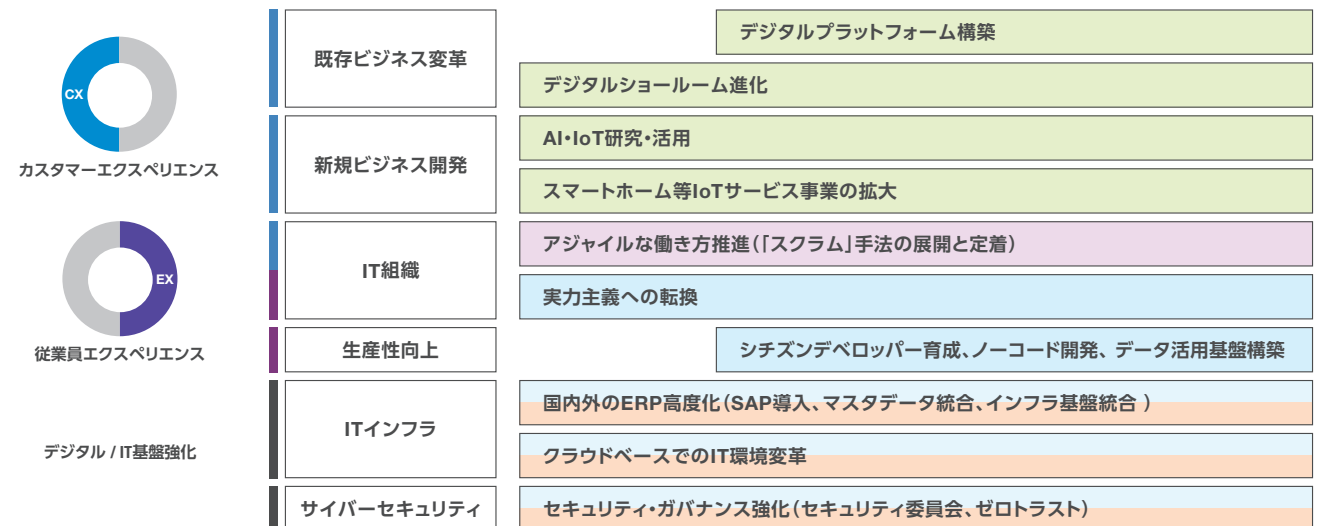 CX
カスタマーエクスペリエンス
既存ビジネス変革
デジタルプラットフォーム構築
デジタルショールーム進化
新規ビジネス開発
AI・IoT研究・活用
スマートホーム等IoTサービス事業の拡大
EX
従業員エクスペリエンス
IT組織
アジャイルな働き方推進（「スクラム」手法の展開と定着）
実力主義への転換
生産性向上
シチズンデベロッパー育成、ノーコード開発、データ活用基盤構築
デジタル / IT基盤強化
ITインフラ
国内外のERP高度化（SAP導入、マスタデータ統合、インフラ基盤統合 ）
クラウドベースでのIT環境変革
サイバーセキュリティ
セキュリティ・ガバナンス強化（セキュリティ委員会、ゼロトラスト）